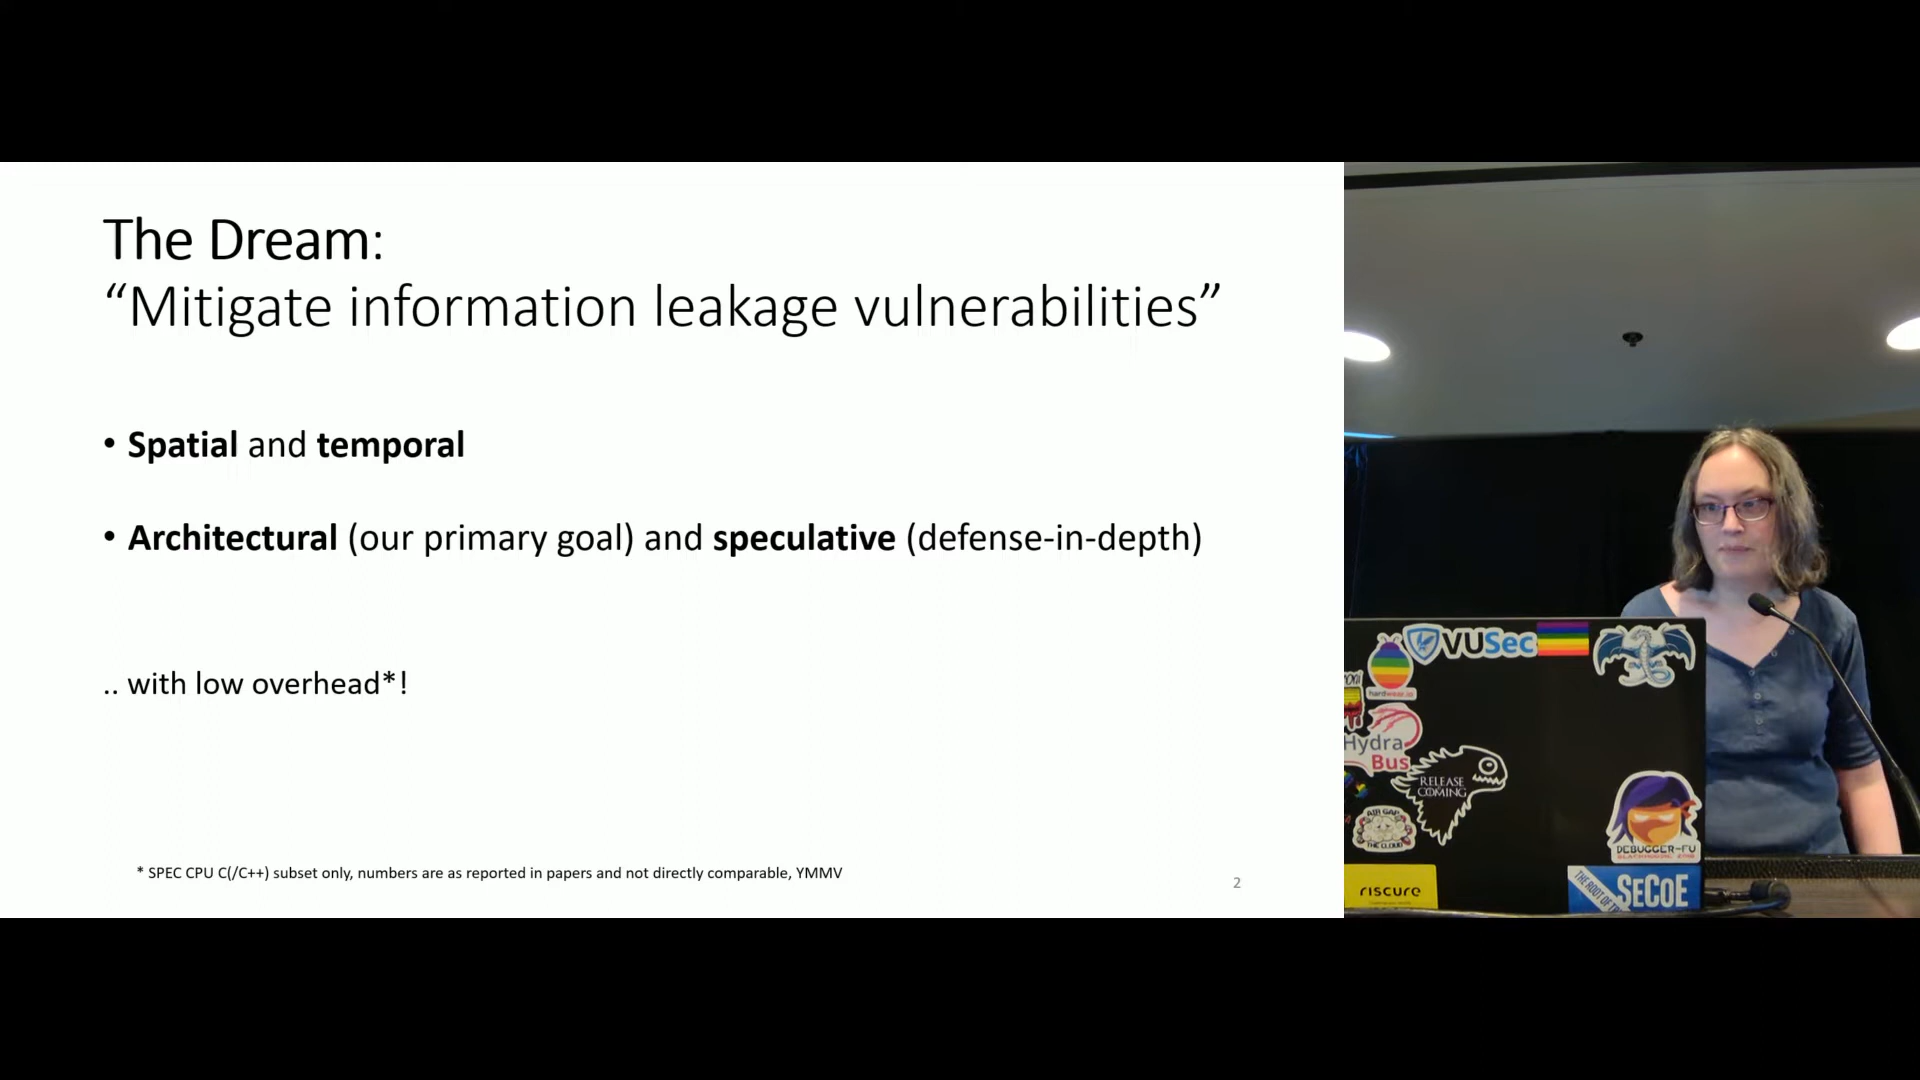 The Dream:
“Mitigate information leakage vulnerabilities”
• Spatial and temporal
• Architectural (our primary goal) and speculative (defense-in-depth)
.. with low overhead*!
* SPEC CPU C(/C++) subset only, numbers are as reported in papers and not directly comparable, YMMV
2
VUSec
hardwear.io
Hydra
Bus
RELEASE
COMING
AIR GAP
THE CLOUD
DEBUGGER-FU
riscure
THE ROOT OF
SeCoE